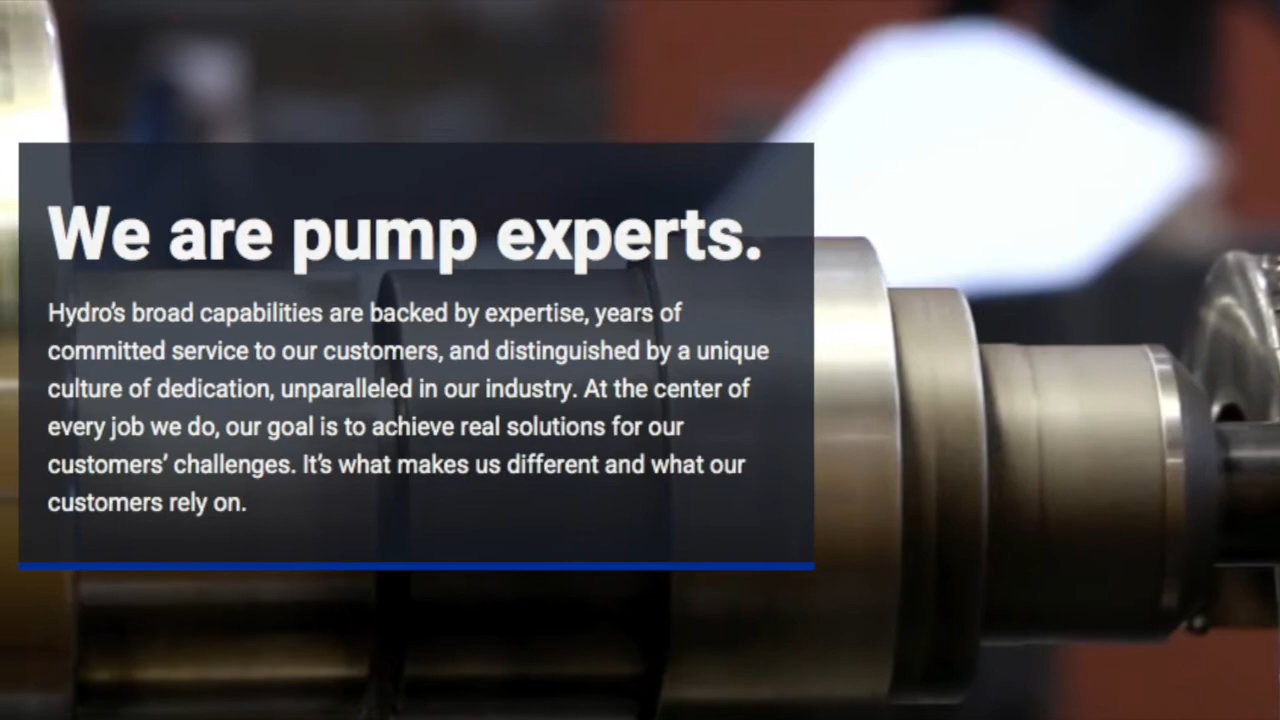 We are pump experts.
Hydro’s broad capabilities are backed by expertise, years of
committed service to our customers, and distinguished by a unique
culture of dedication, unparalleled in our industry. At the center of
every job we do, our goal is to achieve real solutions for our
customers’ challenges. It’s what makes us different and what our
customers rely on.